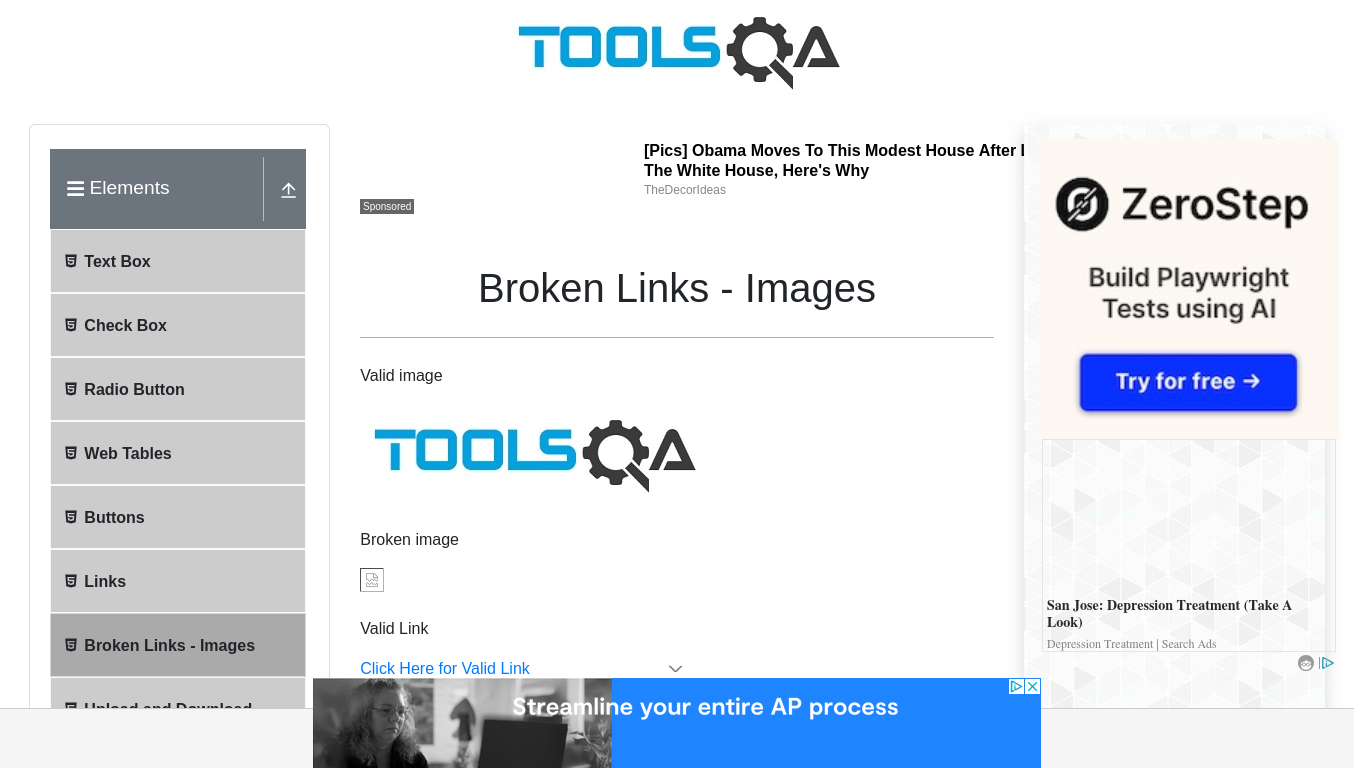 TOOLSQA
Elements
Text Box
Check Box
Radio Button
Web Tables
Buttons
Links
Broken Links - Images
Upload and Download
[Pics] Obama Moves To This Modest House After
The White House, Here's Why
TheDecorIdeas
Sponsored
Broken Links - Images
Valid image
TOOLSQA
Broken image
Valid Link
Click Here for Valid Link
ZeroStep
Build Playwright
Tests using AI
Try for free →
San Jose: Depression Treatment (Take A
Look)
Depression Treatment | Search Ads
Streamline your entire AP process